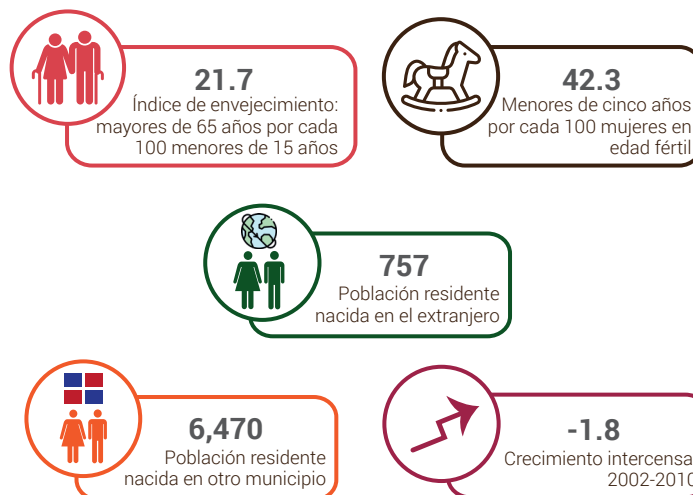 21.7
Índice de envejecimiento:
mayores de 65 años por cada
100 menores de 15 años
42.3
Menores de cinco años
por cada 100 mujeres en
edad fértil
757
Población residente
nacida en el extranjero
6,470
Población residente
nacida en otro municipio
-1.8
Crecimiento intercensa
2002-2010